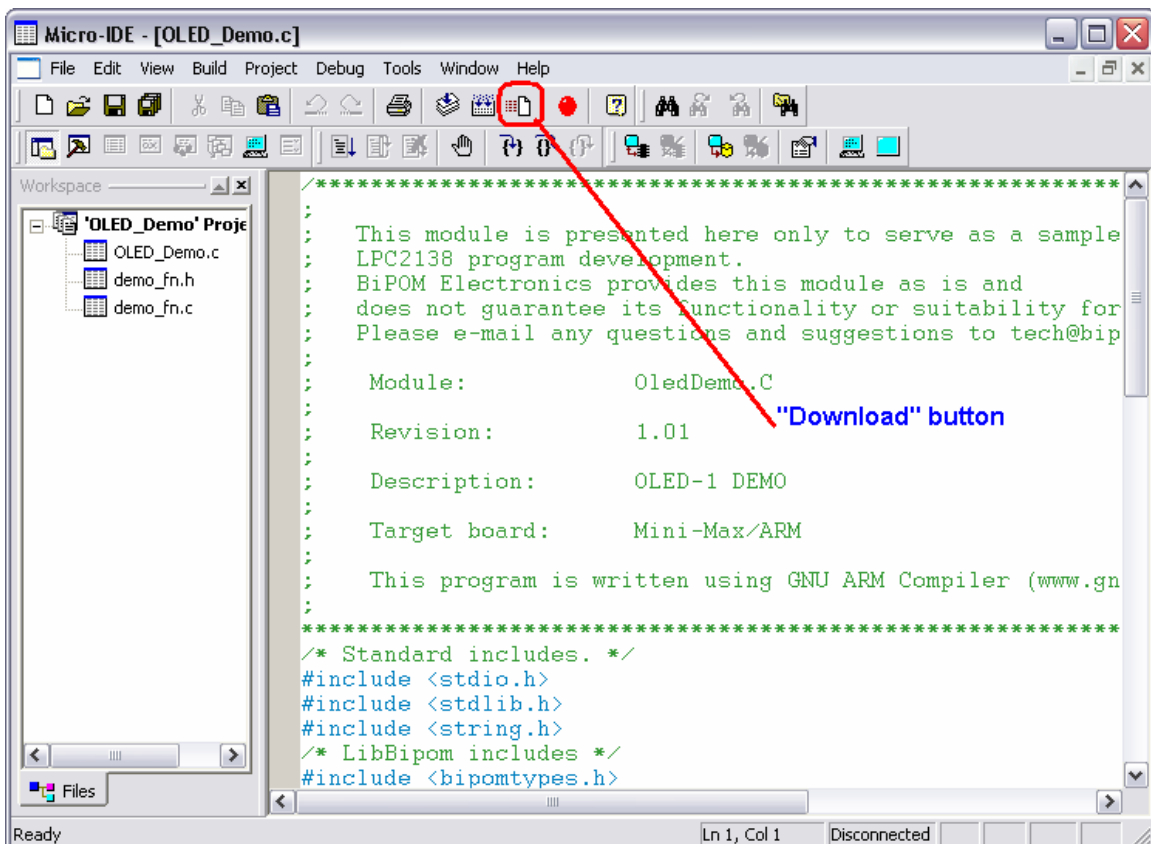 Micro-IDE - [OLED_Demo.c]
File Edit View Build Project Debug Tools Window Help
Workspace
'OLED_Demo' Proje
OLED_Demo.c
demo_fn.h
demo_fn.c
Files
/***********************************************************
;
; This module is presented here only to serve as a sample
; LPC2138 program development.
; BiPOM Electronics provides this module as is and
; does not guarantee its functionality or suitability for
; Please e-mail any questions and suggestions to tech@bip
;
; Module: OledDemo.C
;
"Download" button
; Revision: 1.01
;
; Description: OLED-1 DEMO
;
; Target board: Mini-Max/ARM
;
; This program is written using GNU ARM Compiler (www.gn
;
************************************************************
/* Standard includes. */
#include <stdio.h>
#include <stdlib.h>
#include <string.h>
/* LibBipom includes */
#include <bipomtypes.h>
Ready
Ln 1, Col 1
Disconnected